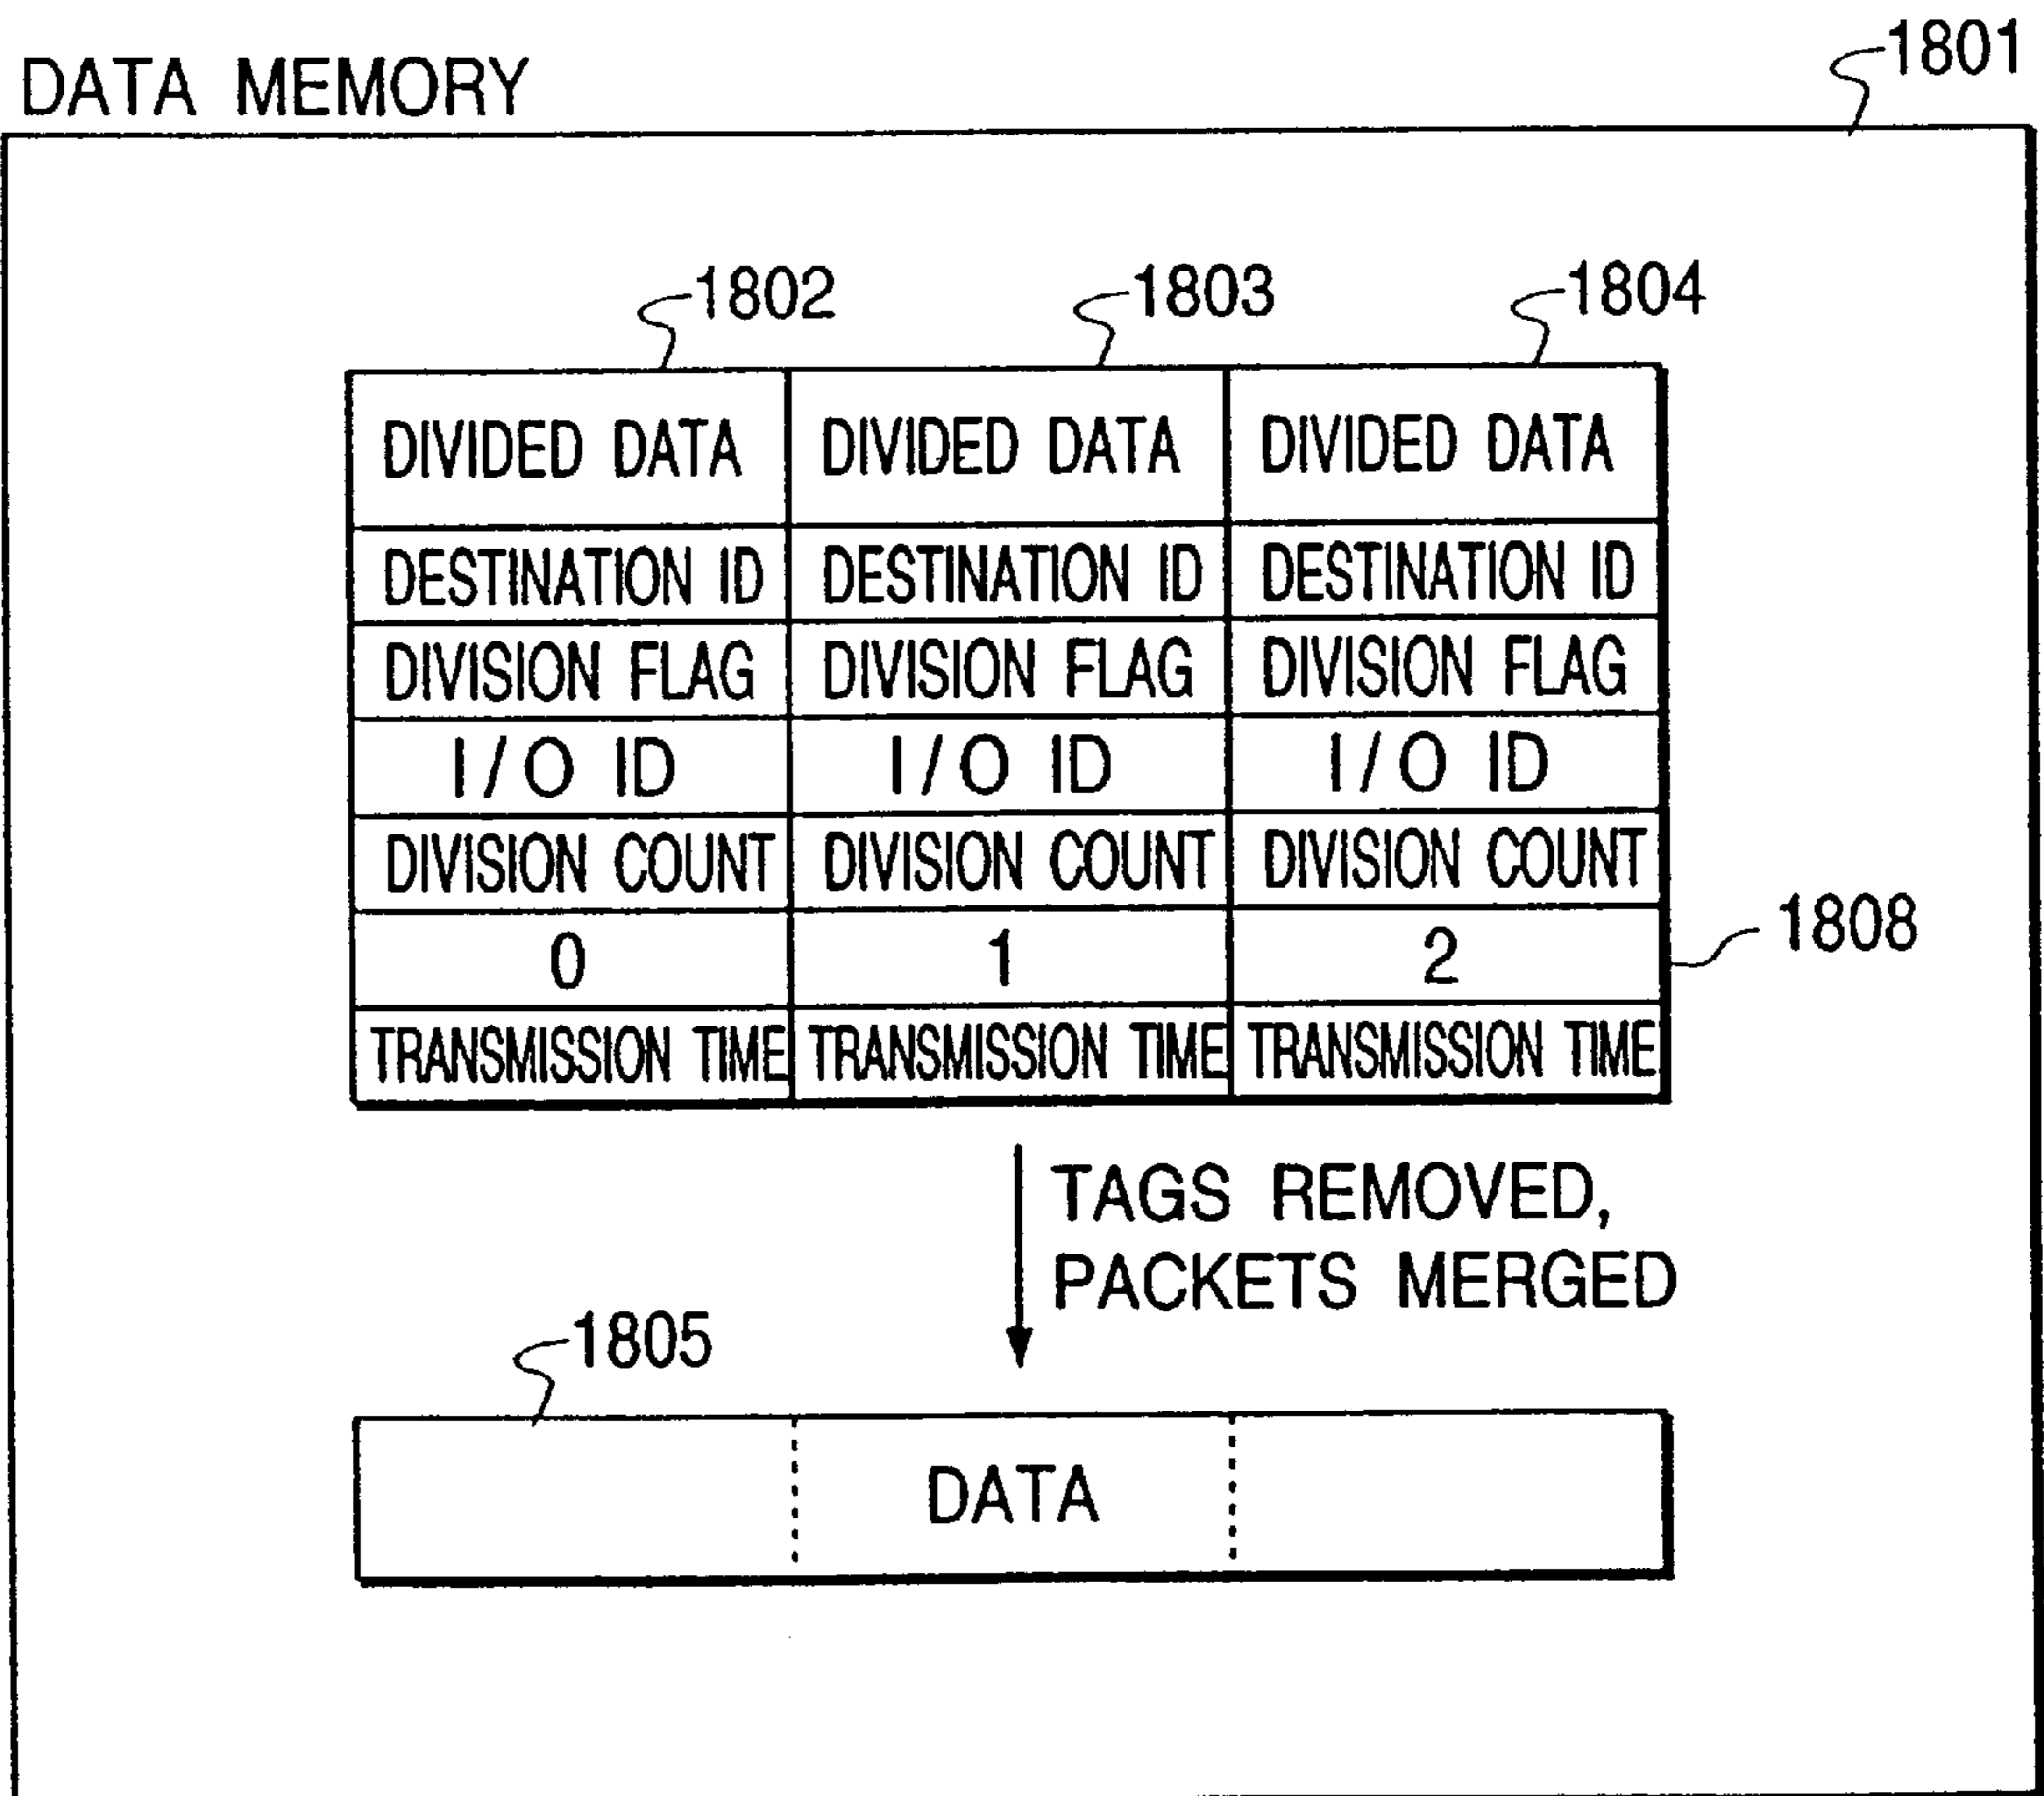 DATA MEMORY
1801
1802 1803 1804
DIVIDED DATA DIVIDED DATA DIVIDED DATA
DESTINATION ID DESTINATION ID DESTINATION ID
DIVISION FLAG DIVISION FLAG DIVISION FLAG
I/O ID I/O ID I/O ID
DIVISION COUNT DIVISION COUNT DIVISION COUNT
0 1 2 1808
TRANSMISSION TIME TRANSMISSION TIME TRANSMISSION TIME
TAGS REMOVED,
PACKETS MERGED
1805
DATA